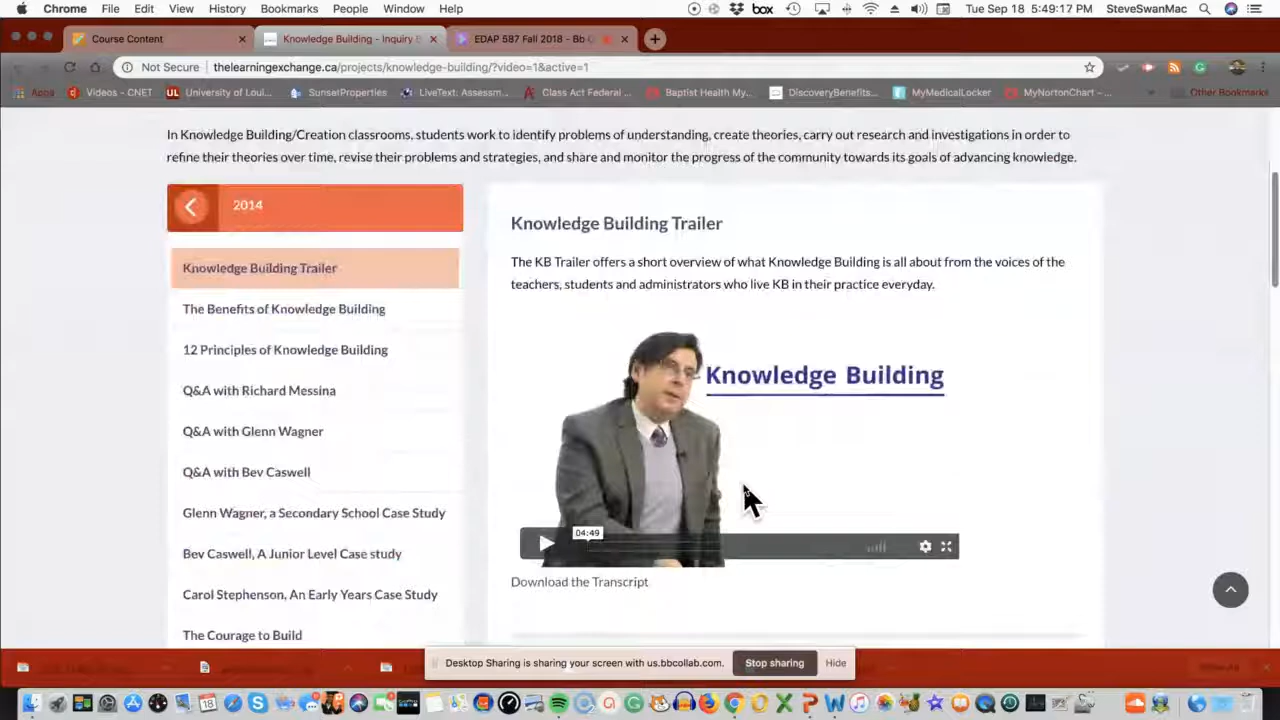 Chrome File Edit View History Bookmarks People Window Help box Tue Sep 18 5:49:17 PM SteveSwanMac
Course Content Knowledge Building - Inquiry EDAP 587 Fall 2018 - Bb
Not Secure thelearningexchange.ca/projects/knowledge-building/?video=1&active=1
Apps Videos - CNET UL University of Loui... SunsetProperties LiveText: Assessm... Class Act Federal ... Baptist Health My... DiscoveryBenefits... MyMedicalLocker MyNortonChart – ... Other Bookmarks
In Knowledge Building/Creation classrooms, students work to identify problems of understanding, create theories, carry out research and investigations in order to
refine their theories over time, revise their problems and strategies, and share and monitor the progress of the community towards its goals of advancing knowledge.
2014
Knowledge Building Trailer
The Benefits of Knowledge Building
12 Principles of Knowledge Building
Q&A with Richard Messina
Q&A with Glenn Wagner
Q&A with Bev Caswell
Glenn Wagner, a Secondary School Case Study
Bev Caswell, A Junior Level Case study
Carol Stephenson, An Early Years Case Study
The Courage to Build
Knowledge Building Trailer
The KB Trailer offers a short overview of what Knowledge Building is all about from the voices of the
teachers, students and administrators who live KB in their practice everyday.
Knowledge Building
04:49
Download the Transcript
Desktop Sharing is sharing your screen with us.bbcollab.com. Stop sharing Hide